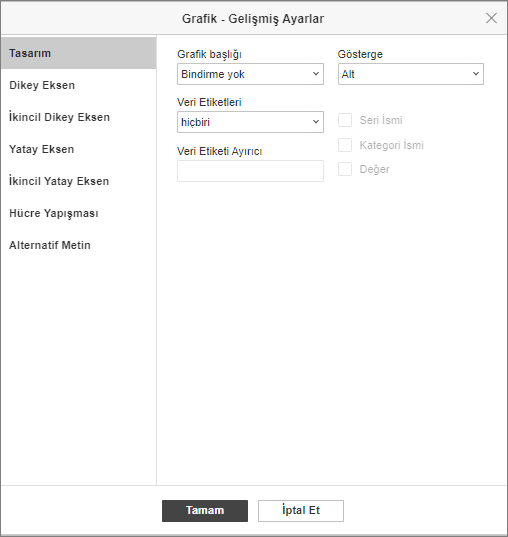 Grafik - Gelişmiş Ayarlar
Tasarım
Dikey Eksen
İkincil Dikey Eksen
Yatay Eksen
İkincil Yatay Eksen
Hücre Yapışması
Alternatif Metin
Grafik başlığı
Bindirme yok
Gösterge
Alt
Veri Etiketleri
hiçbiri
Seri İsmi
Kategori İsmi
Değer
Veri Etiketi Ayırıcı
Tamam
İptal Et